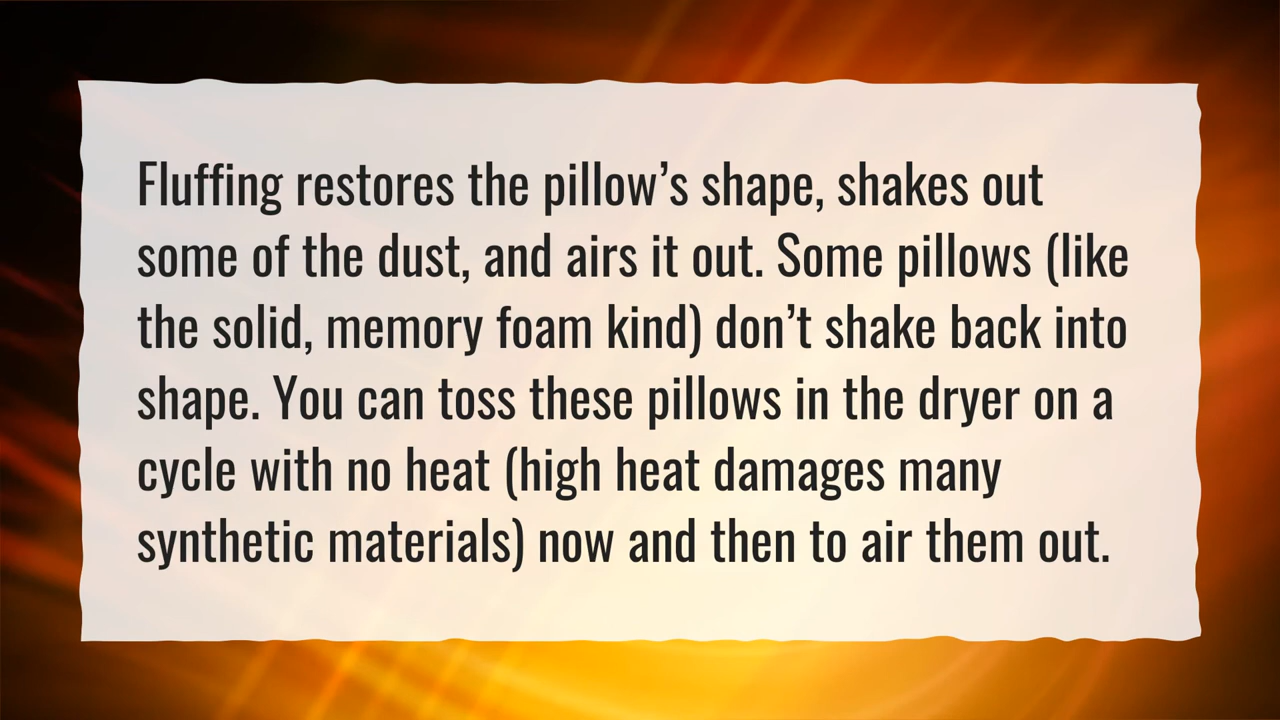 Fluffing restores the pillow’s shape, shakes out
some of the dust, and airs it out. Some pillows (like
the solid, memory foam kind) don’t shake back into
shape. You can toss these pillows in the dryer on a
cycle with no heat (high heat damages many
synthetic materials) now and then to air them out.